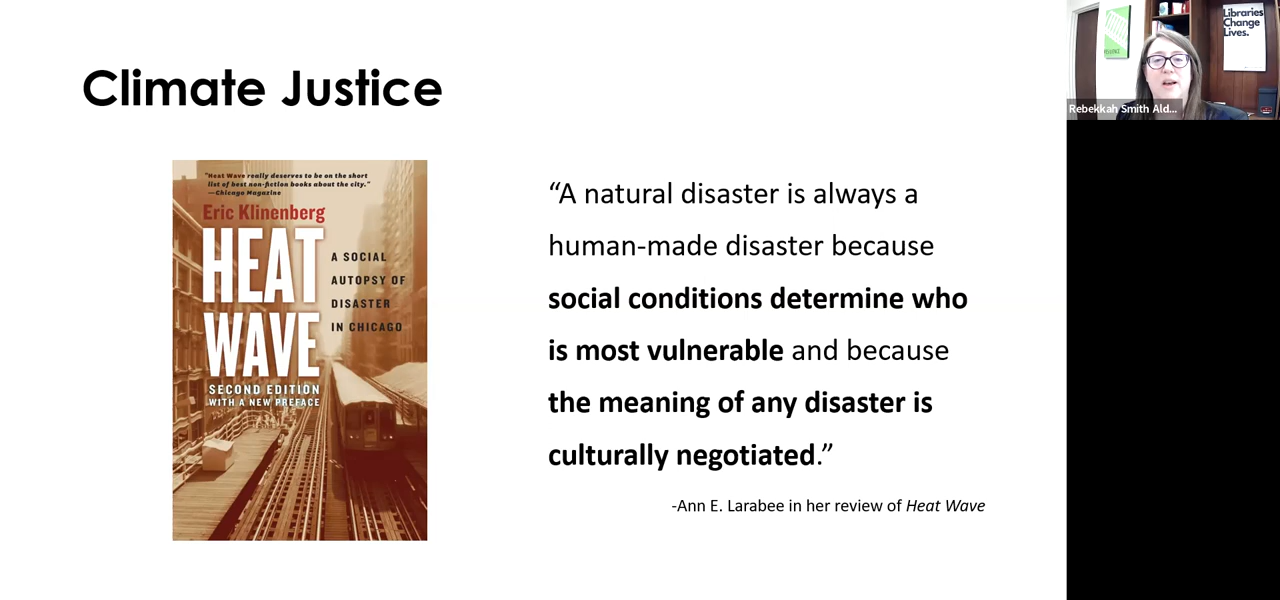 Climate Justice
"Heat Wave really deserves to be on the short
list of best non-fiction books about the city."
—Chicago Magazine
Eric Klinenberg
HEAT
WAVE
A SOCIAL
AUTOPSY OF
DISASTER
IN CHICAGO
SECOND EDITION
WITH A NEW PREFACE
“A natural disaster is always a
human-made disaster because
social conditions determine who
is most vulnerable and because
the meaning of any disaster is
culturally negotiated.”
-Ann E. Larabee in her review of Heat Wave
Libraries
Change
Lives.
Rebekkah Smith Ald...